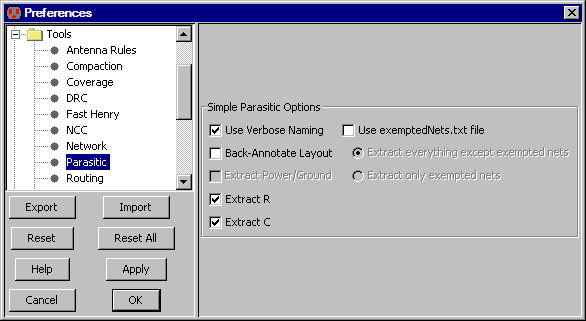 Preferences
Tools
Antenna Rules
Compaction
Coverage
DRC
Fast Henry
NCC
Network
Parasitic
Routing
Export
Import
Reset
Reset All
Help
Apply
Cancel
OK
Simple Parasitic Options
Use Verbose Naming
Use exemptedNets.txt file
Back-Annotate Layout
Extract everything except exempted nets
Extract Power/Ground
Extract only exempted nets
Extract R
Extract C